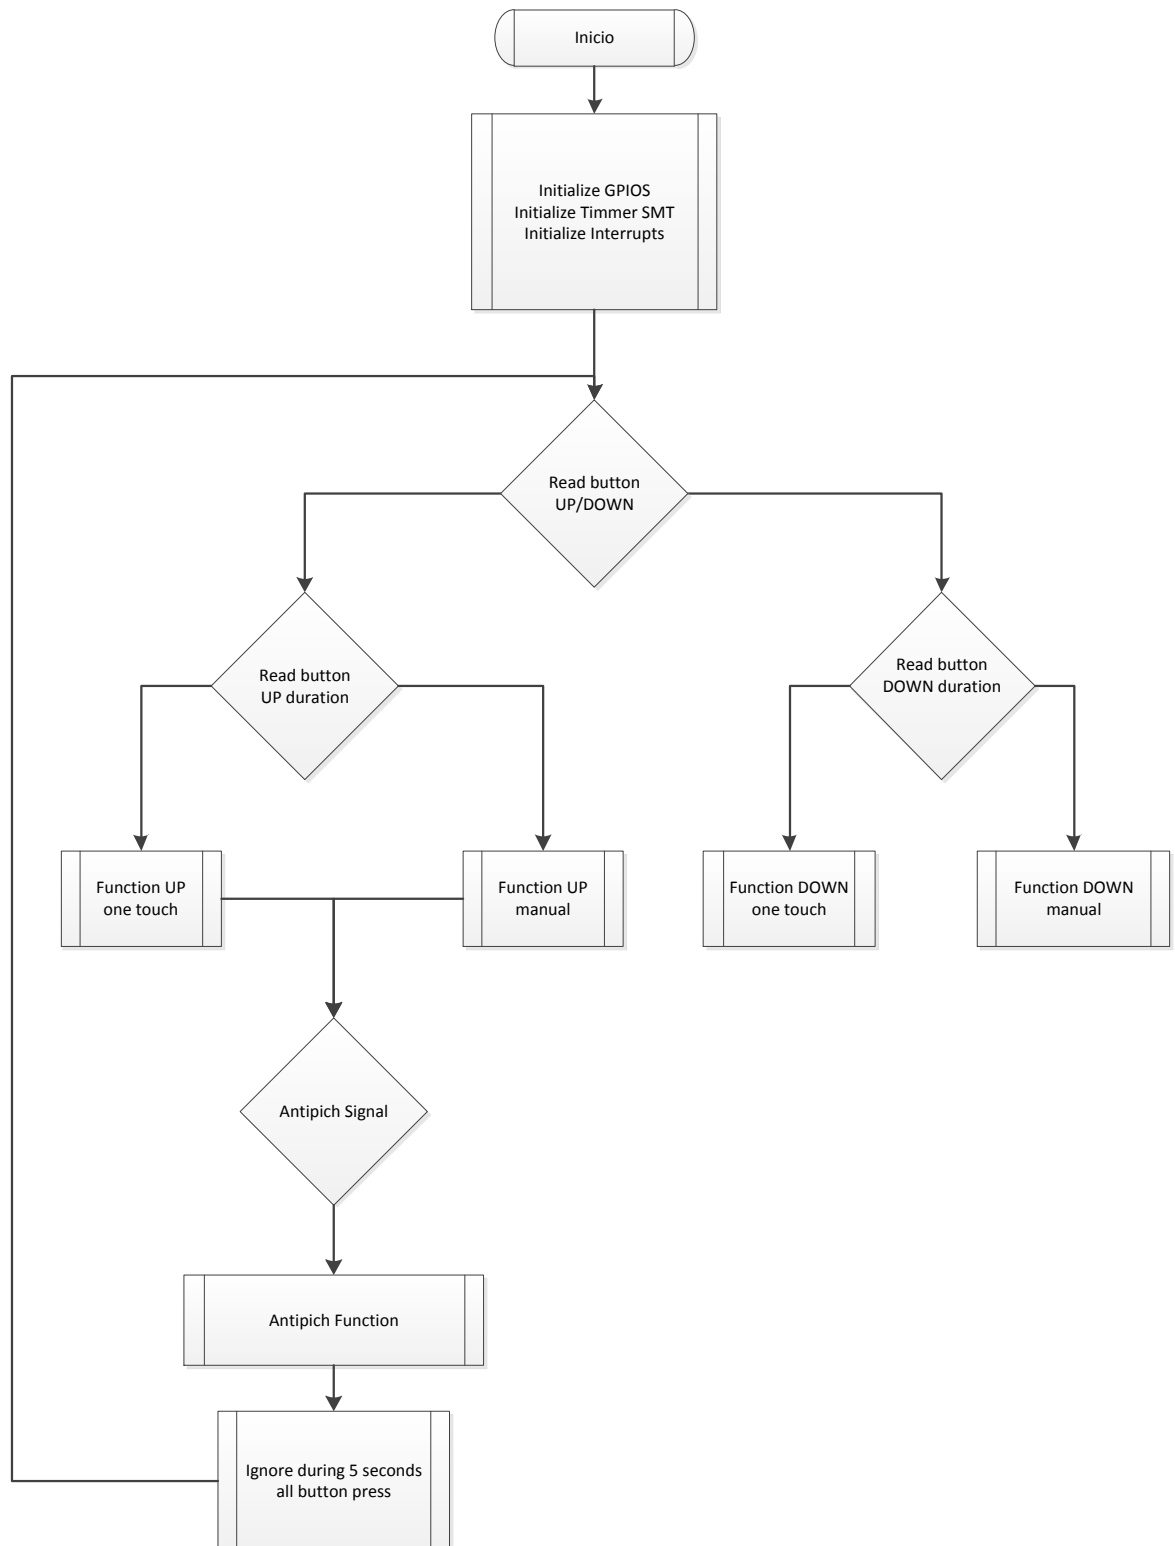 Inicio
Initialize GPIOS
Initialize Timmer SMT
Initialize Interrupts
Read button
UP/DOWN
Read button
UP duration
Read button
DOWN duration
Function UP
one touch
Function UP
manual
Function DOWN
one touch
Function DOWN
manual
Antipich Signal
Antipich Function
Ignore during 5 seconds
all button press